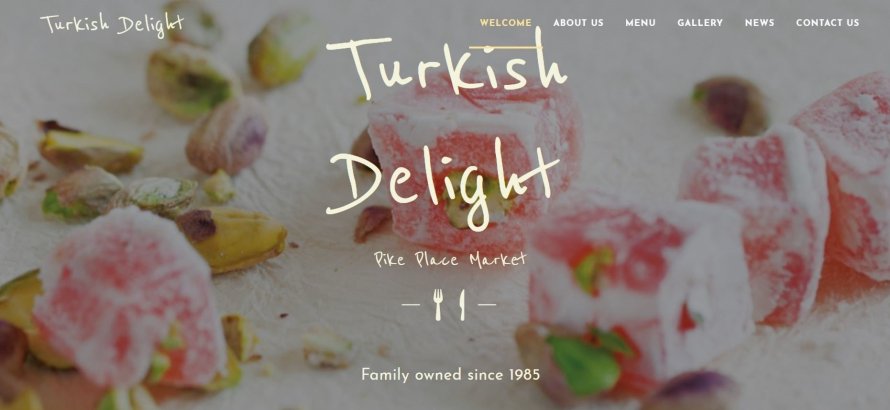 Turkish Delight
WELCOME ABOUT US MENU GALLERY NEWS CONTACT US
Turkish
Delight
Pike Place Market
Family owned since 1985